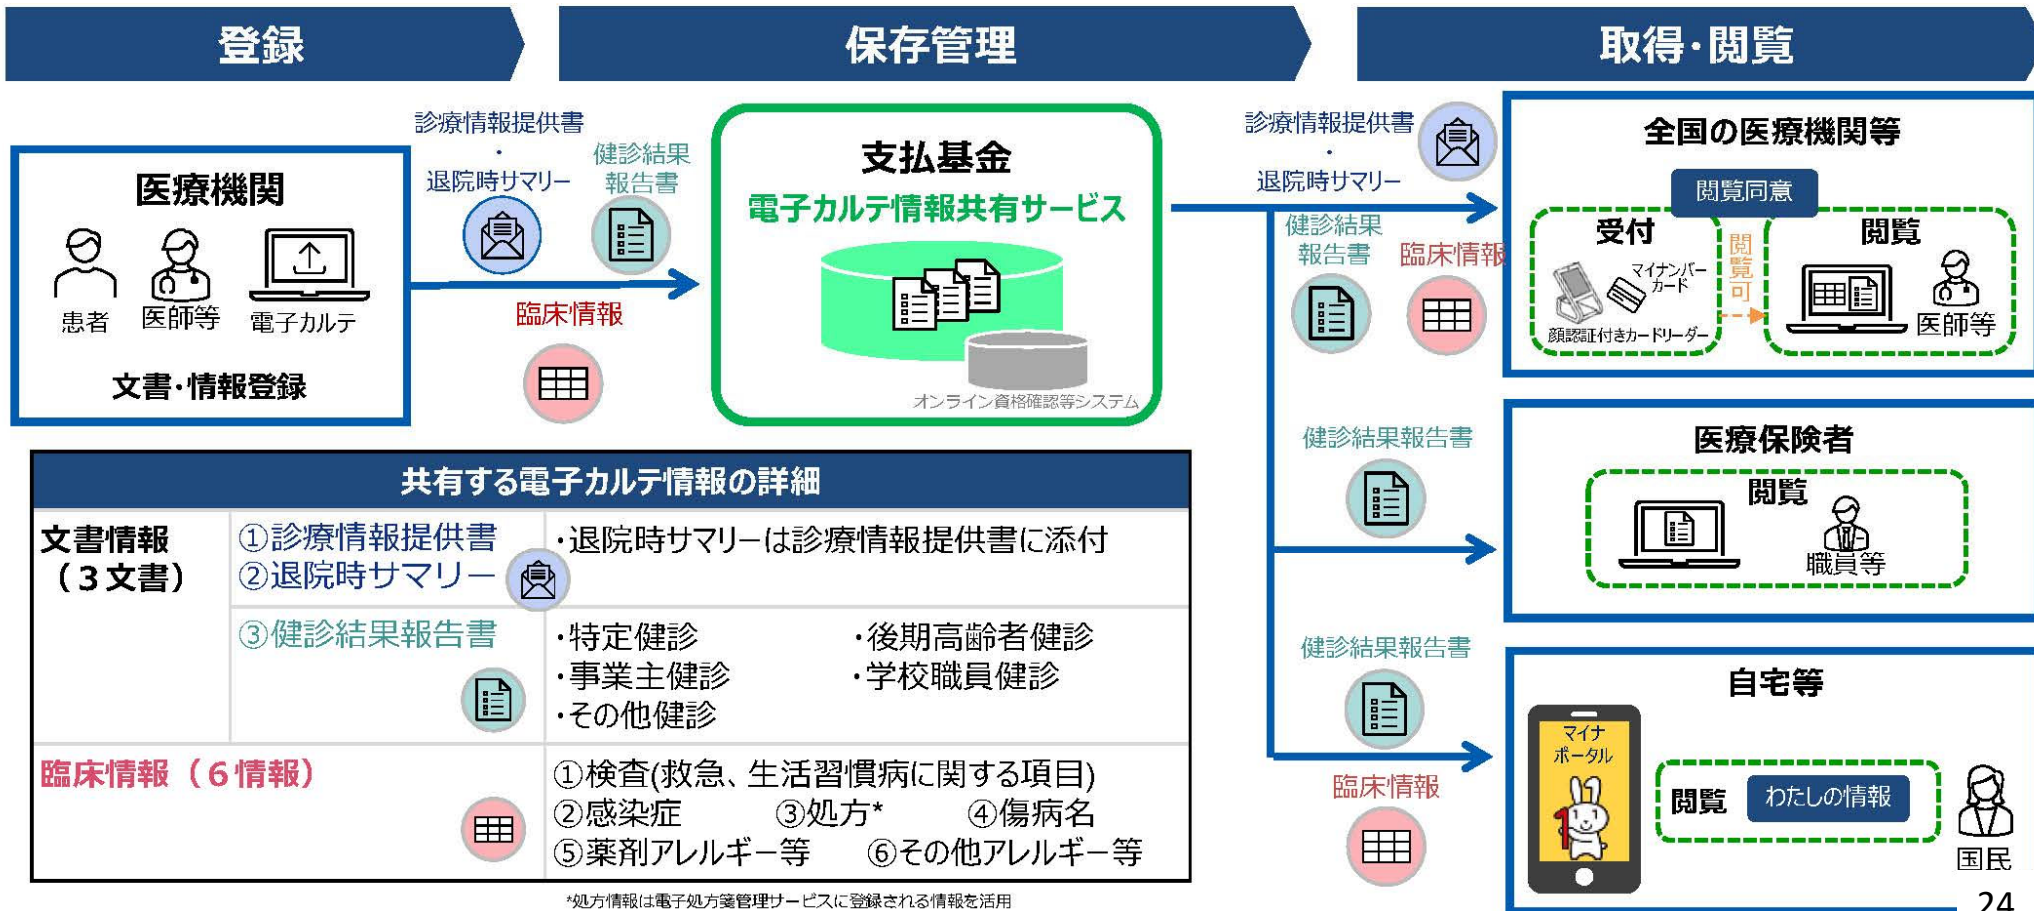 登録
保存管理
取得・閲覧
医療機関
患者
医師等
電子カルテ
文書・情報登録
診療情報提供書
・
退院時サマリー
健診結果
報告書
臨床情報
支払基金
電子カルテ情報共有サービス
オンライン資格確認等システム
診療情報提供書
・
退院時サマリー
健診結果
報告書
臨床情報
全国の医療機関等
閲覧同意
受付
マイナンバー
カード
顔認証付きカードリーダー
閲覧可
閲覧
医師等
健診結果報告書
医療保険者
閲覧
職員等
健診結果報告書
臨床情報
自宅等
マイナ
ポータル
1
閲覧
わたしの情報
国民
共有する電子カルテ情報の詳細
文書情報
（３文書）
①診療情報提供書
②退院時サマリー
・退院時サマリーは診療情報提供書に添付
③健診結果報告書
・特定健診 ・後期高齢者健診
・事業主健診 ・学校職員健診
・その他健診
臨床情報（６情報）
①検査(救急、生活習慣病に関する項目)
②感染症 ③処方* ④傷病名
⑤薬剤アレルギー等 ⑥その他アレルギー等
*処方情報は電子処方箋管理サービスに登録される情報を活用
24